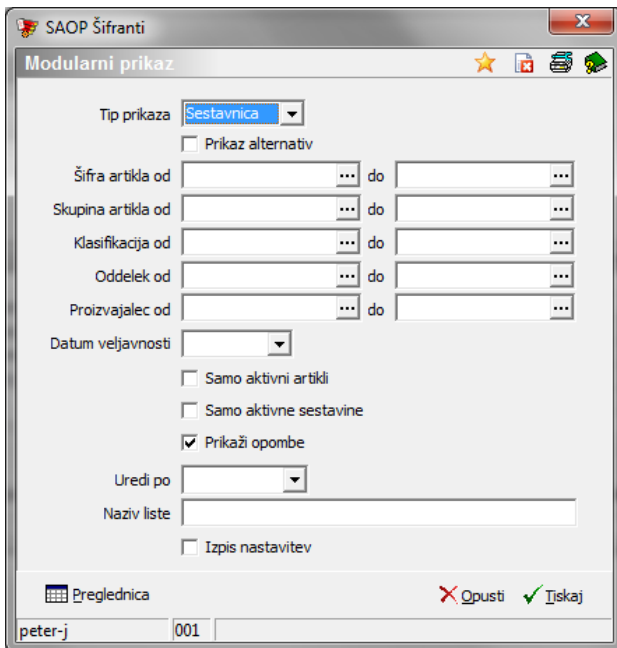 SAOP Šifranti
Modularni prikaz
Tip prikaza Sestavnica
Prikaz alternativ
Šifra artikla od ... do ...
Skupina artikla od ... do ...
Klasifikacija od ... do ...
Oddelek od ... do ...
Proizvajalec od ... do ...
Datum veljavnosti
Samo aktivni artikli
Samo aktivne sestavine
Prikaži opombe
Uredi po
Naziv liste
Izpis nastavitev
Preglednica Opusti Tiskaj
peter-j 001